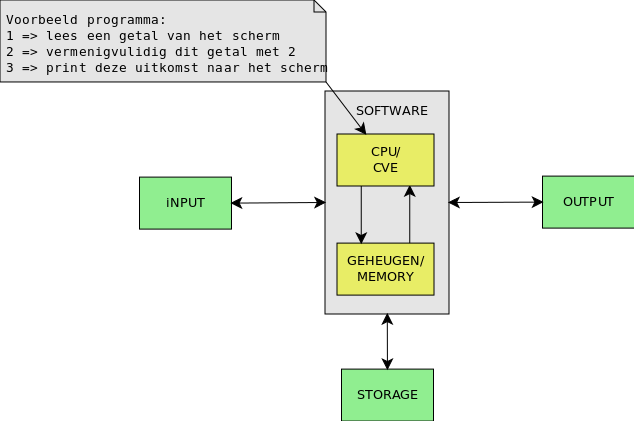 Voorbeeld programma:
1 => lees een getal van het scherm
2 => vermenigvulidig dit getal met 2
3 => print deze uitkomst naar het scherm
SOFTWARE
CPU/
CVE
iNPUT
OUTPUT
GEHEUGEN/
MEMORY
STORAGE